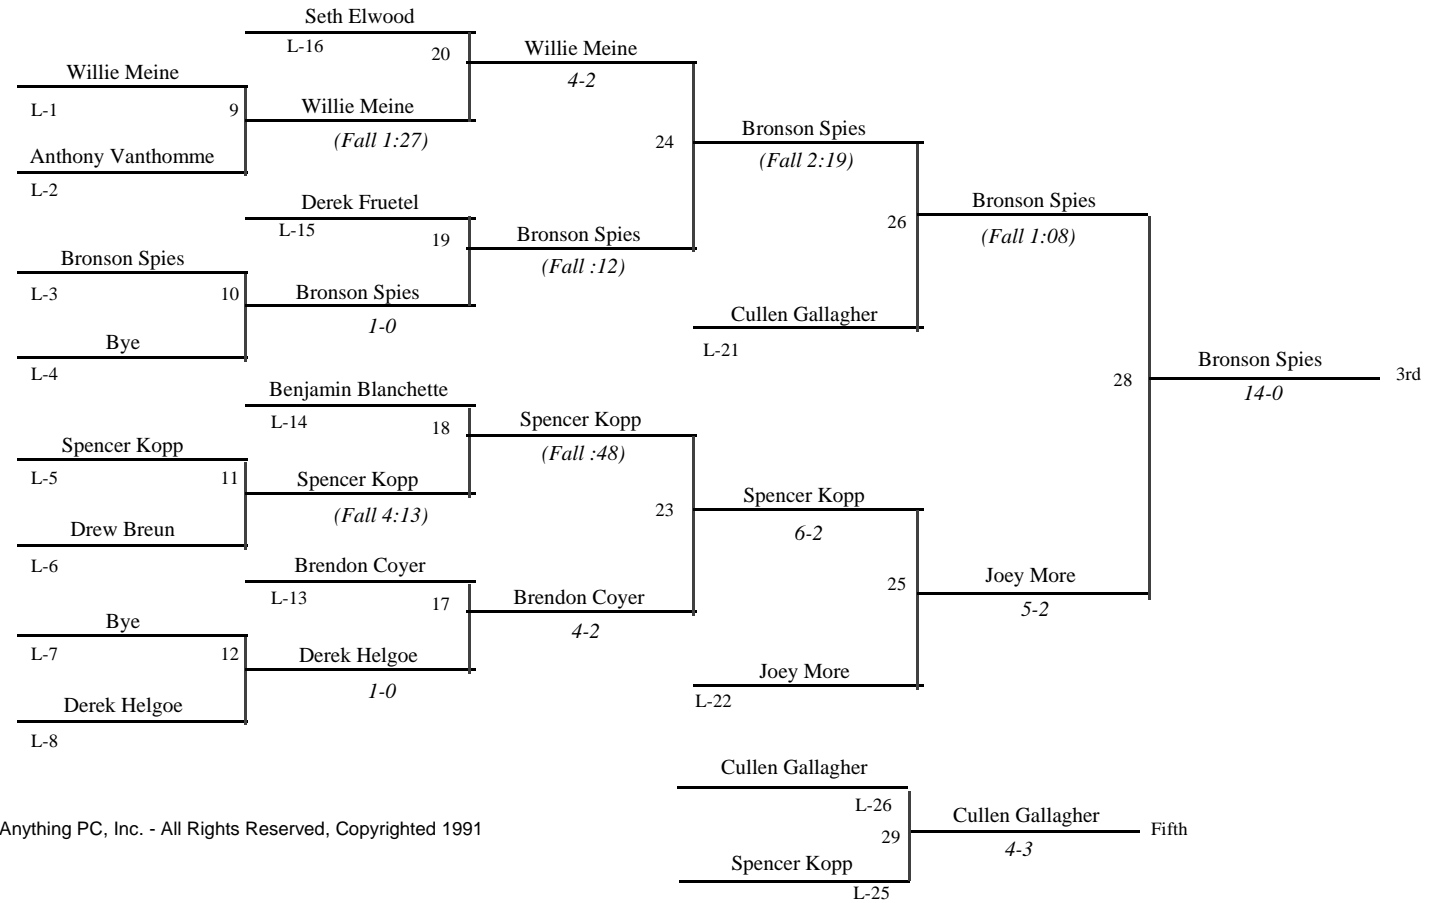 Seth Elwood
L-16
20
Willie Meine
4-2
Willie Meine
L-1
9
Willie Meine
(Fall 1:27)
Anthony Vanthomme
L-2
24
Bronson Spies
(Fall 2:19)
Derek Fruetel
L-15
19
Bronson Spies
(Fall :12)
26
Bronson Spies
(Fall 1:08)
Bronson Spies
L-3
10
Bronson Spies
1-0
Bye
L-4
Cullen Gallagher
L-21
28
Bronson Spies
14-0
3rd
Benjamin Blanchette
L-14
18
Spencer Kopp
(Fall :48)
Spencer Kopp
L-5
11
Spencer Kopp
(Fall 4:13)
Drew Breun
L-6
23
Spencer Kopp
6-2
Brendon Coyer
L-13
17
Brendon Coyer
4-2
25
Joey More
5-2
Bye
L-7
12
Derek Helgoe
1-0
Derek Helgoe
L-8
Joey More
L-22
Cullen Gallagher
L-26
29
Cullen Gallagher
4-3
Fifth
Spencer Kopp
L-25
Anything PC, Inc. - All Rights Reserved, Copyrighted 1991